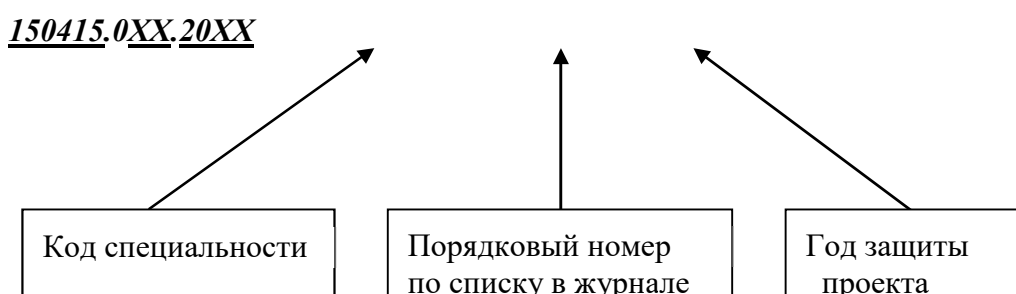 150415.0XX.20XX
Код специальности
Порядковый номер
по списку в журнале
Год защиты
проекта